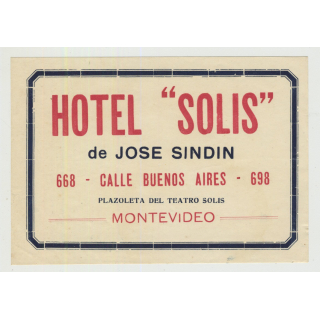 HOTEL "SOLIS"
de JOSE SINDIN
668 - CALLE BUENOS AIRES - 698
PLAZOLETA DEL TEATRO SOLIS
MONTEVIDEO